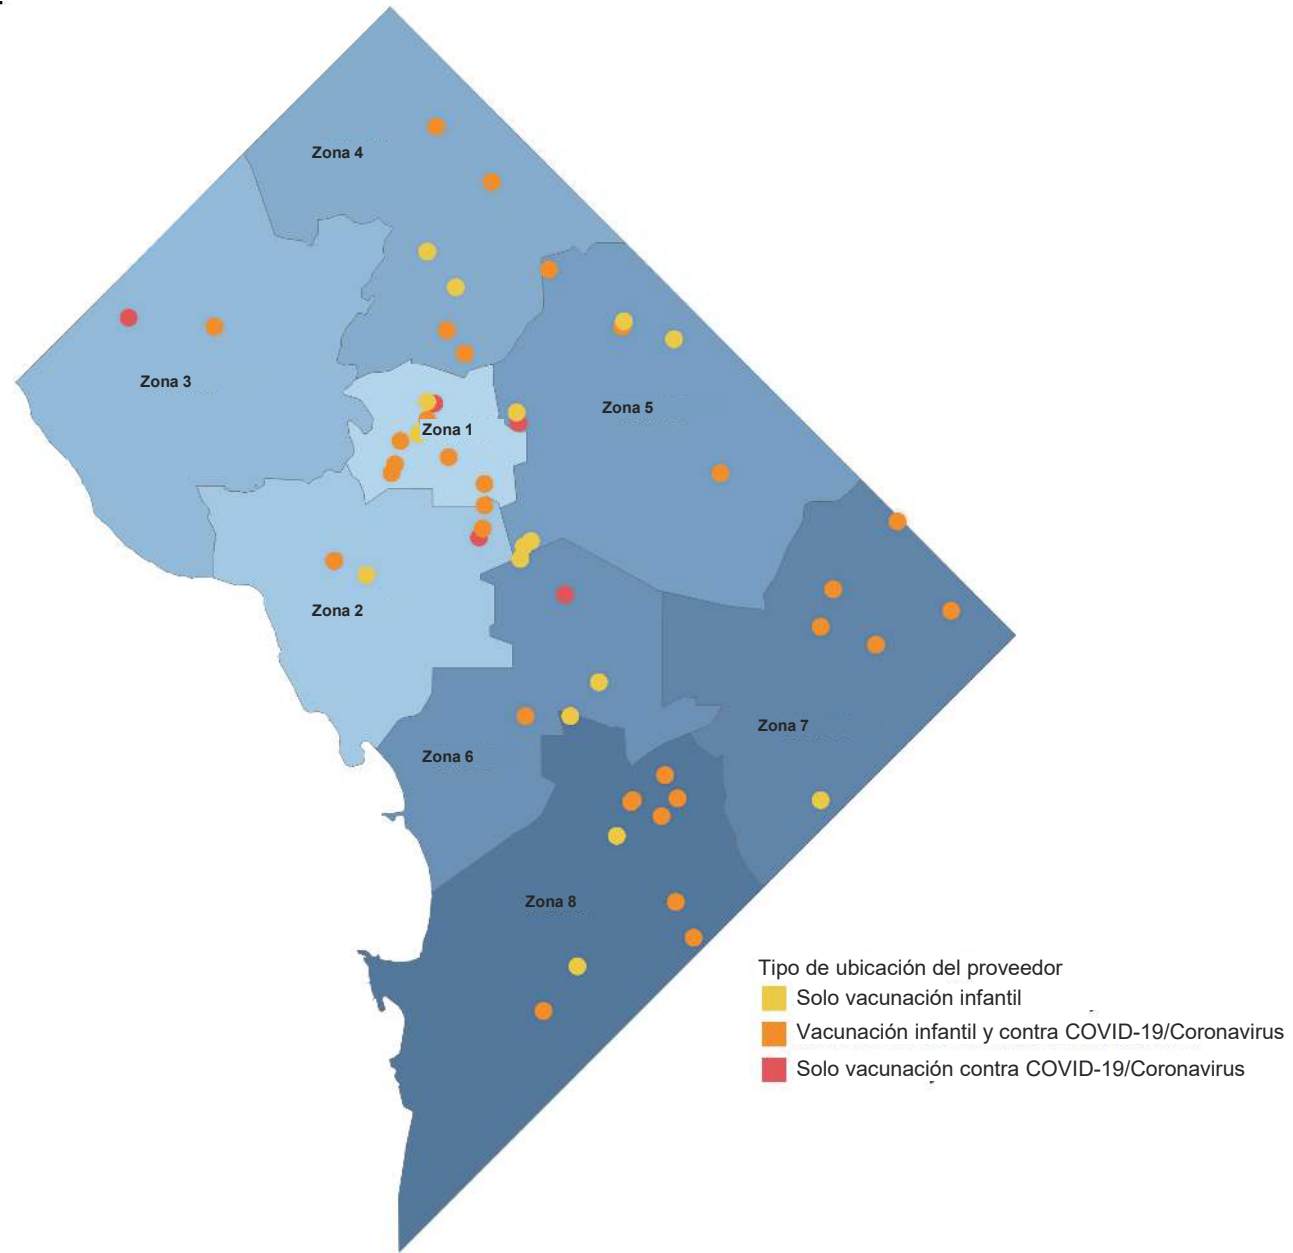 Zona 4
Zona 3
Zona 5
Zona 1
Zona 2
Zona 7
Zona 6
Zona 8
Tipo de ubicación del proveedor
Solo vacunación infantil
Vacunación infantil y contra COVID-19/Coronavirus
Solo vacunación contra COVID-19/Coronavirus